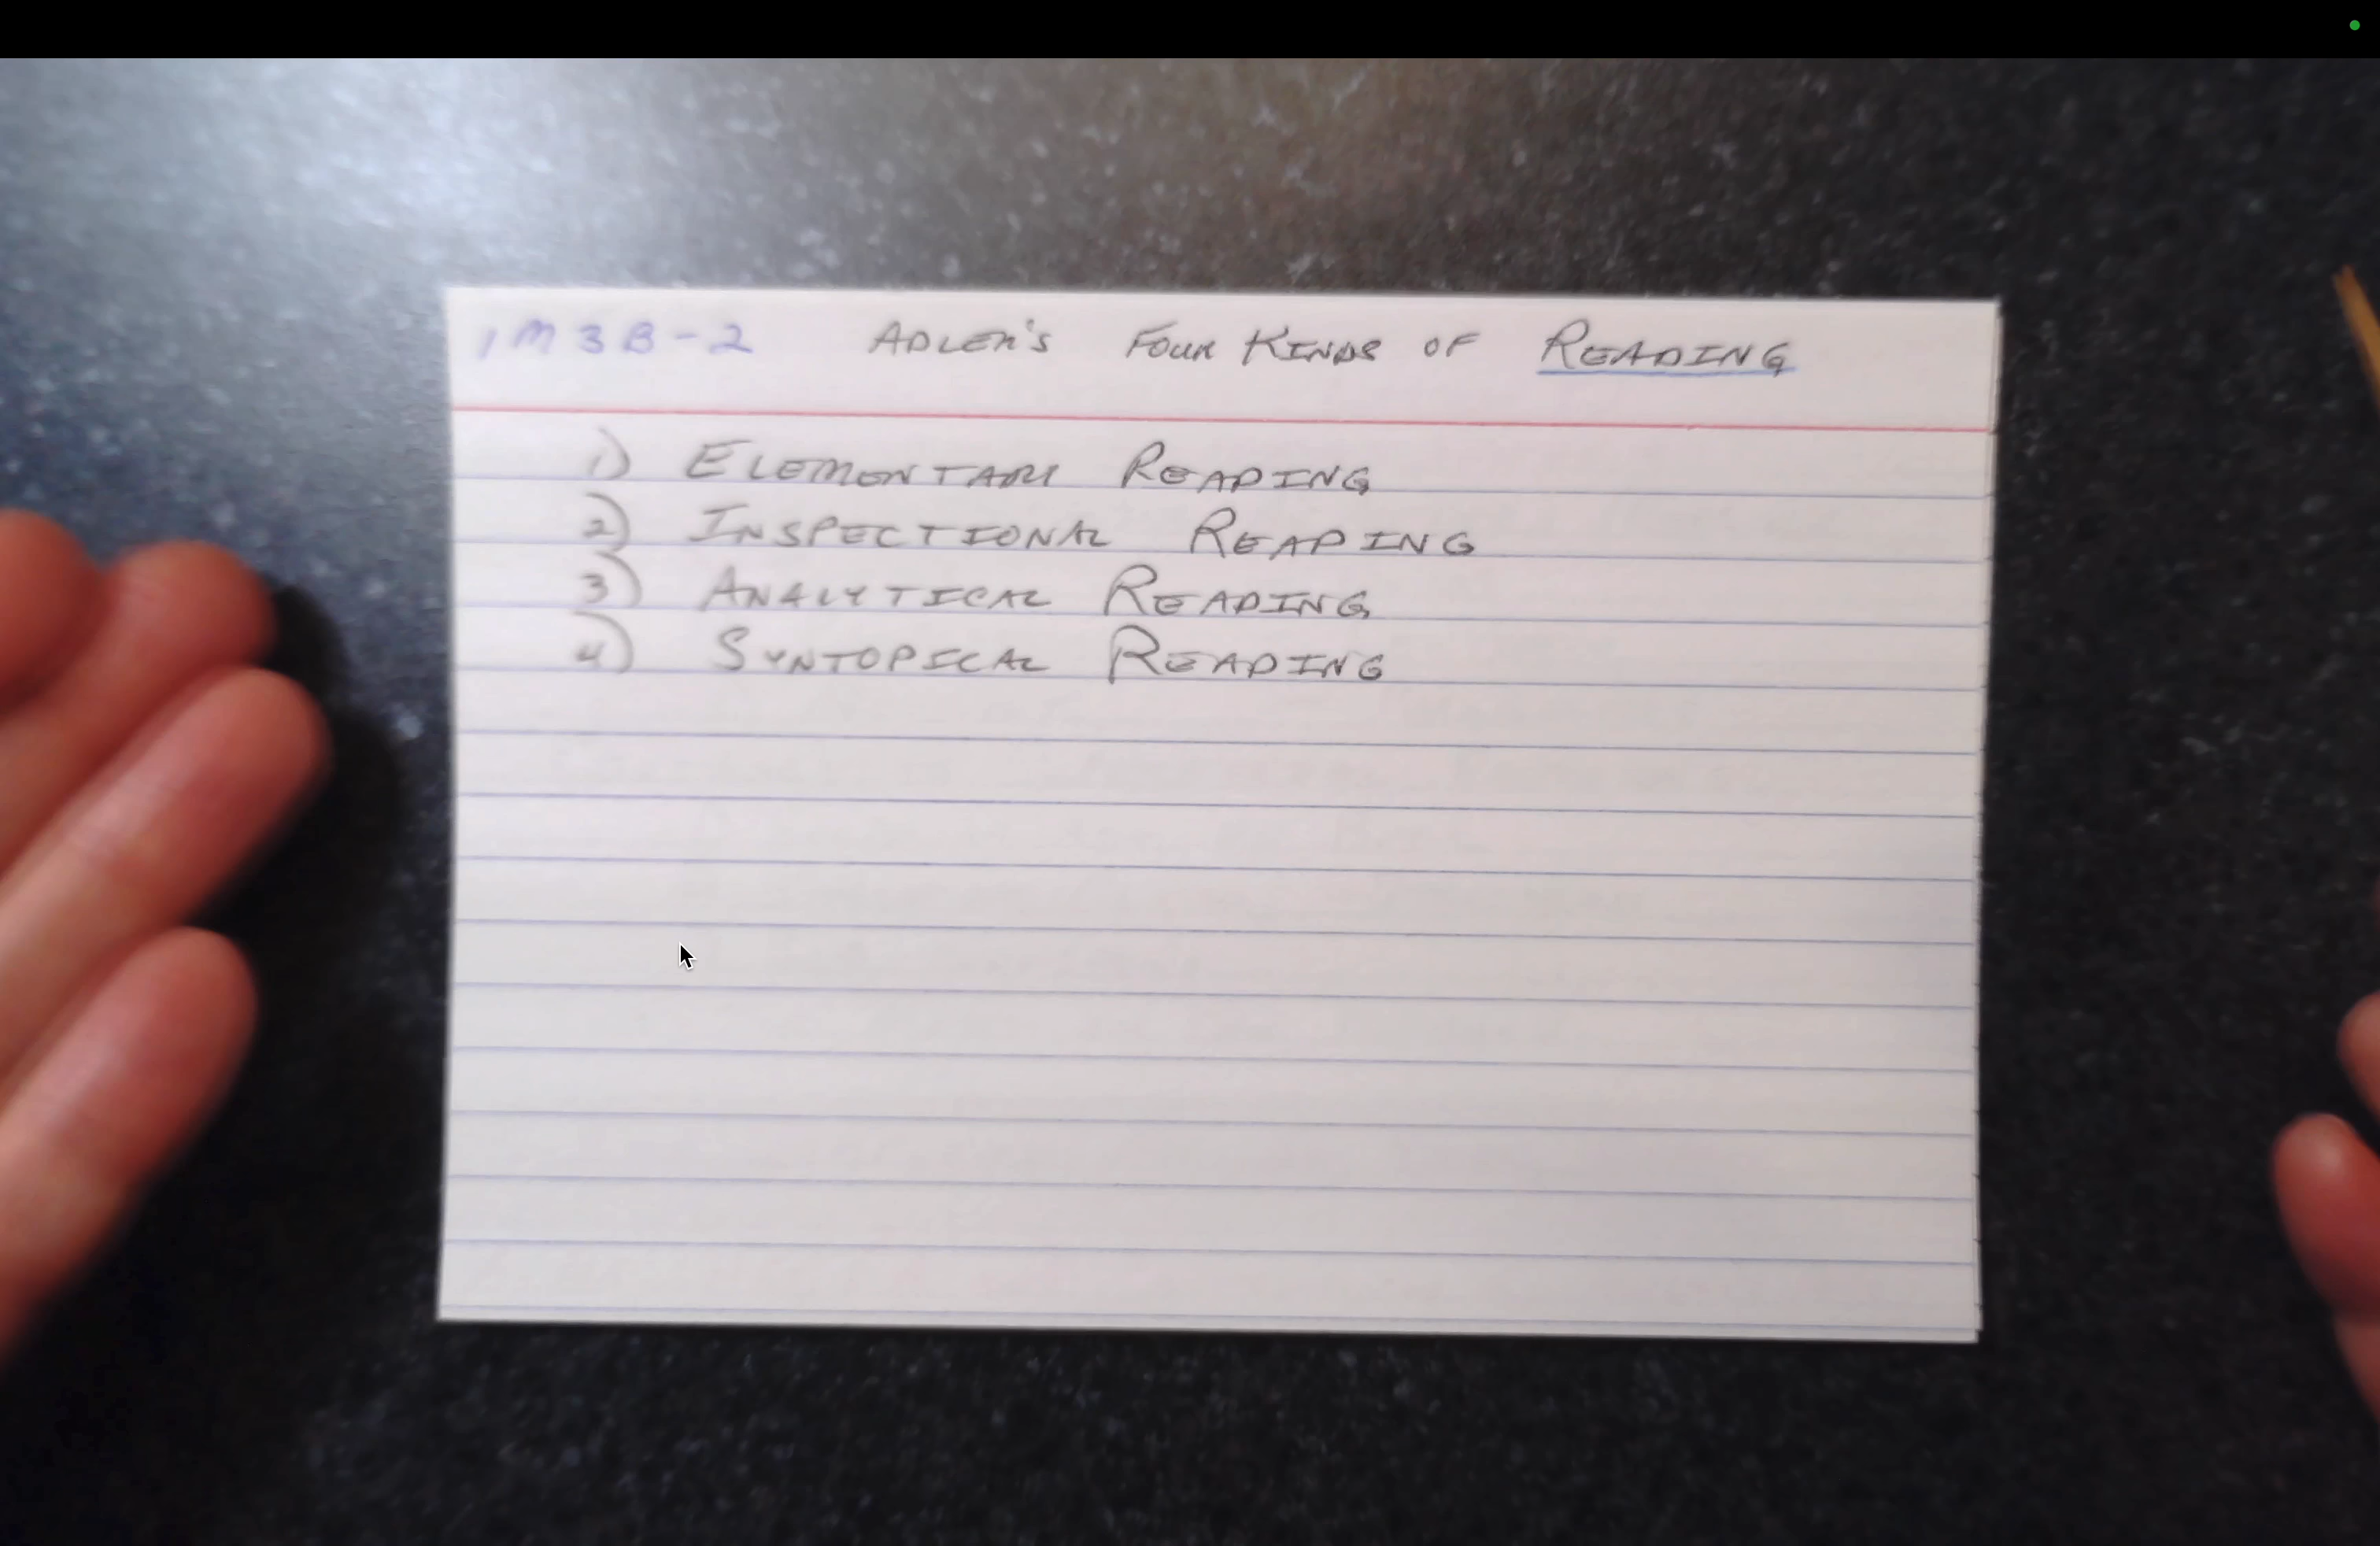 1M3B-2 ADLER'S FOUR KINDS OF READING
1) ELEMENTARY READING
2) INSPECTIONAL READING
3) ANALYTICAL READING
4) SYNTOPICAL READING